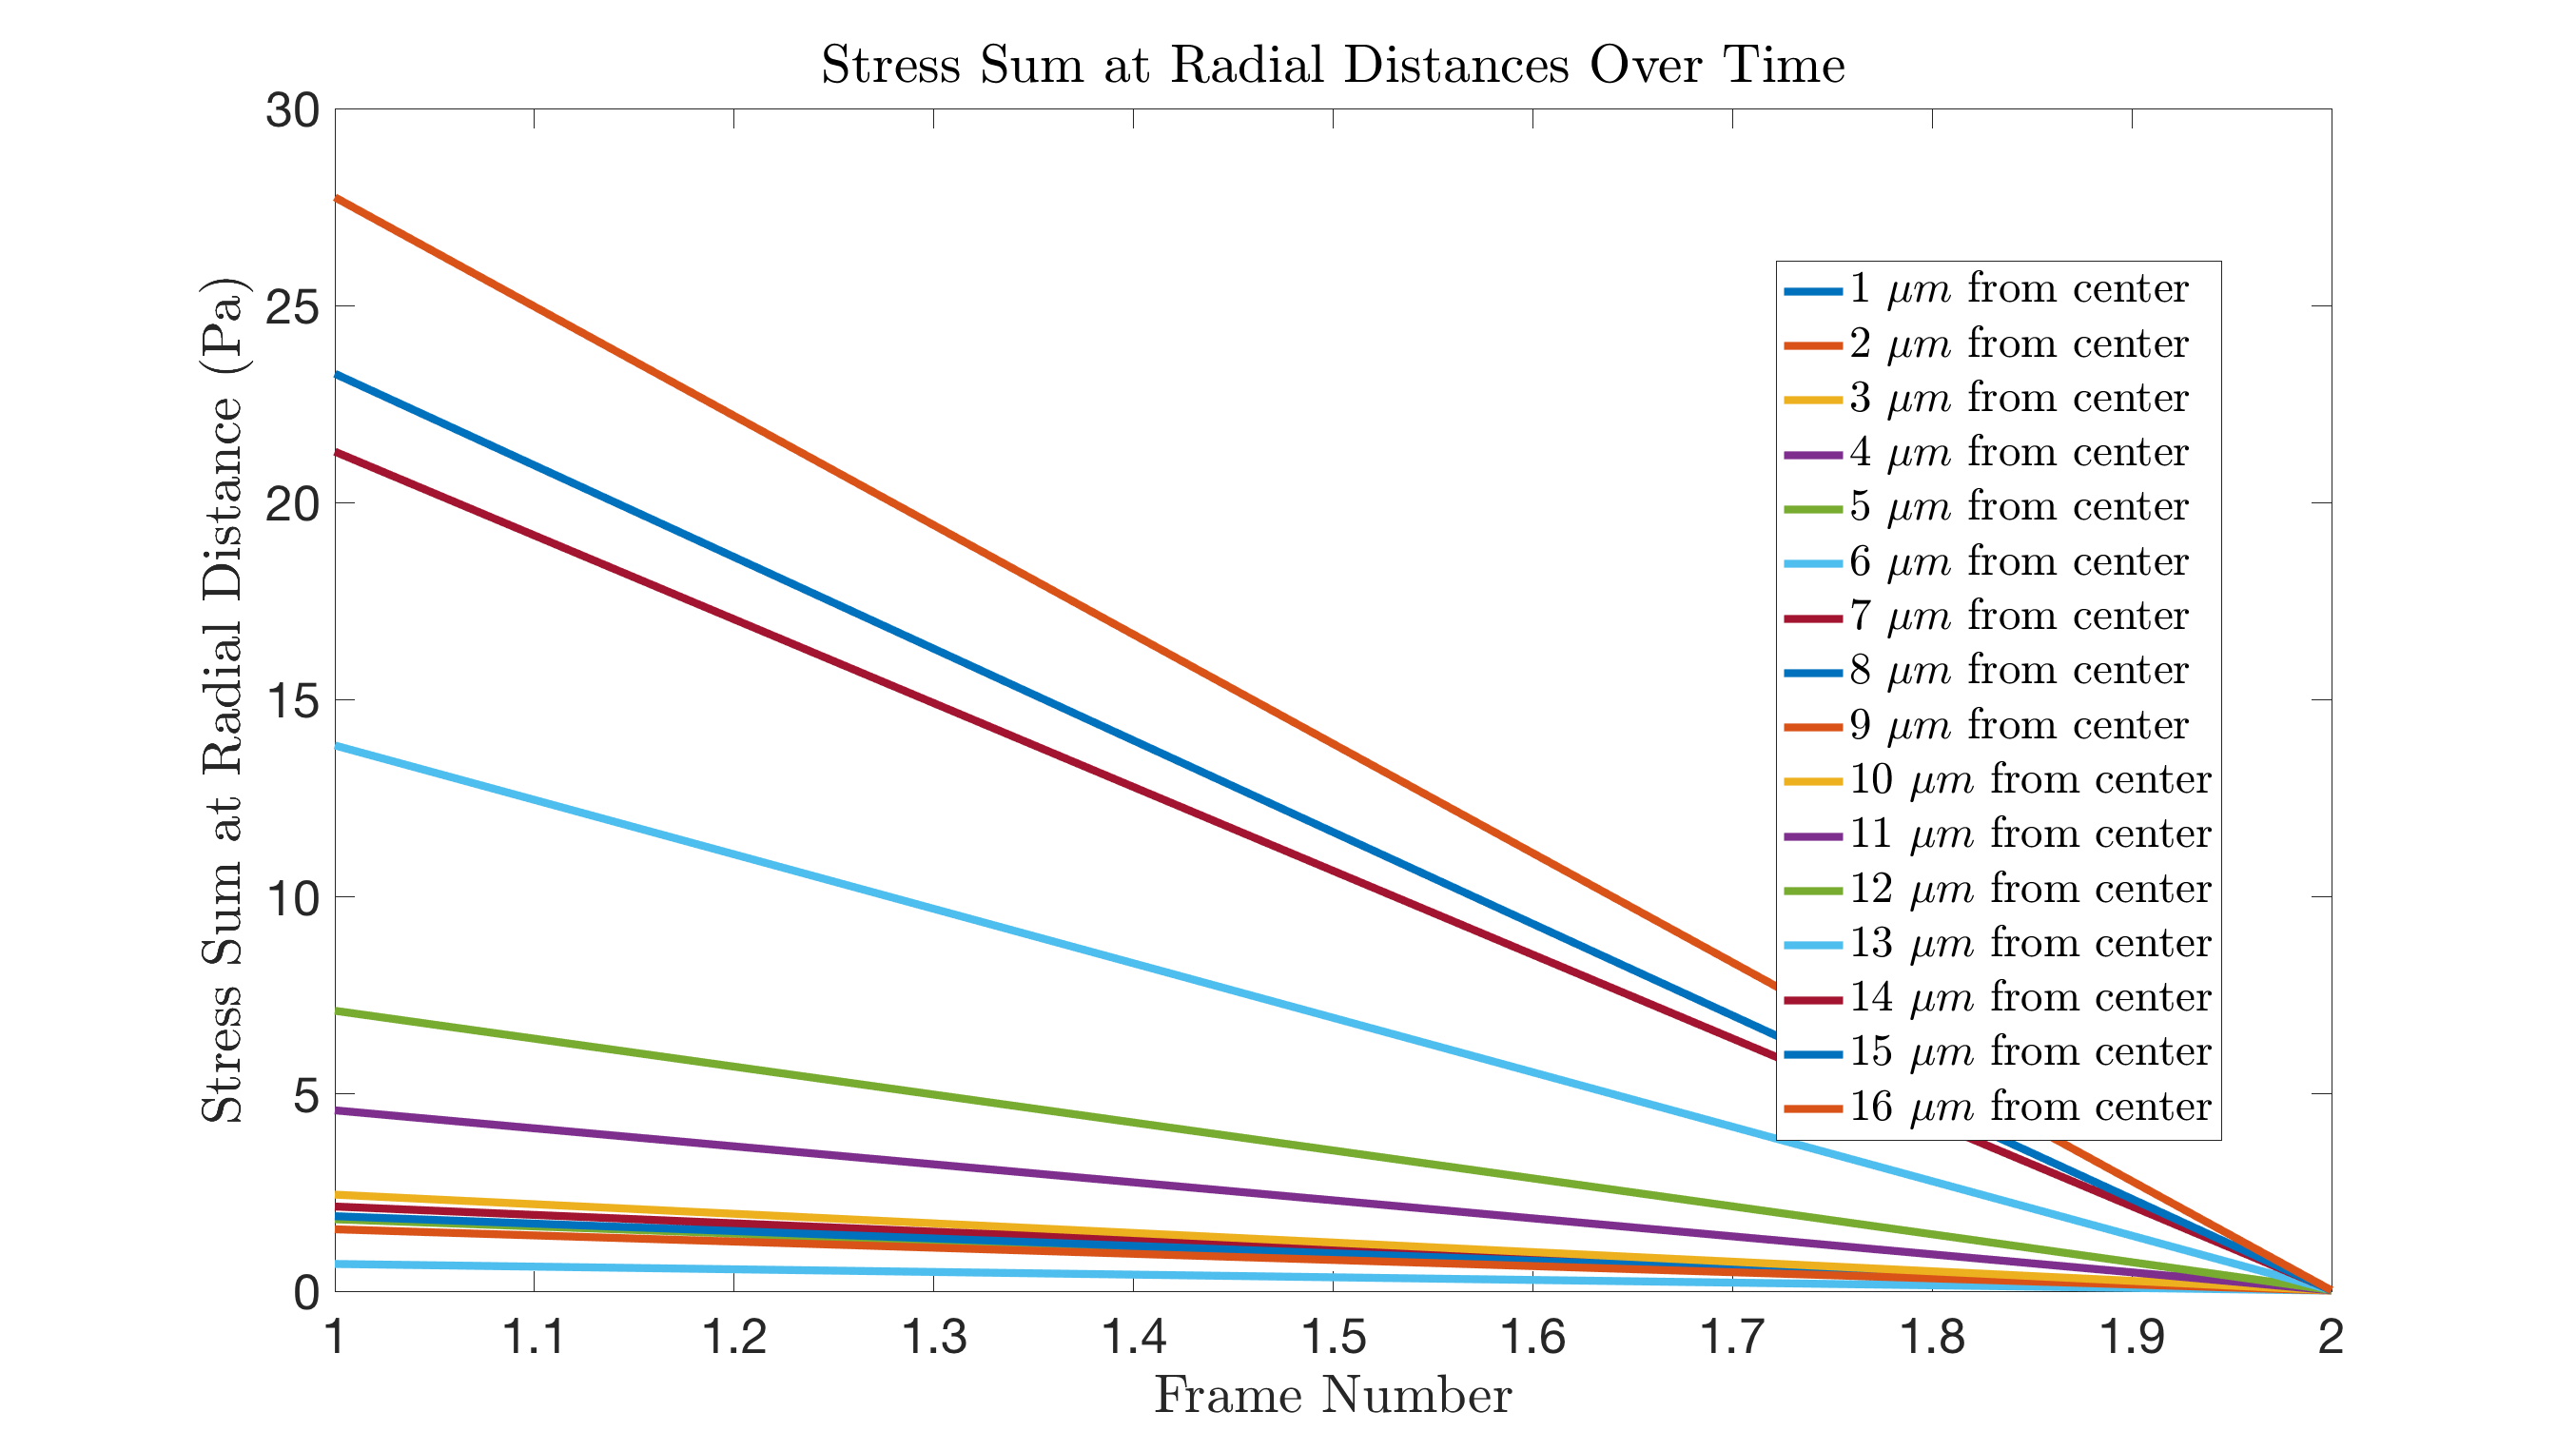 Stress Sum at Radial Distances Over Time
Stress Sum at Radial Distance (Pa)
30
25
20
15
10
5
0
1 μm from center
2 μm from center
3 μm from center
4 μm from center
5 μm from center
6 μm from center
7 μm from center
8 μm from center
9 μm from center
10 μm from center
11 μm from center
12 μm from center
13 μm from center
14 μm from center
15 μm from center
16 μm from center
1 1.1 1.2 1.3 1.4 1.5 1.6 1.7 1.8 1.9 2
Frame Number